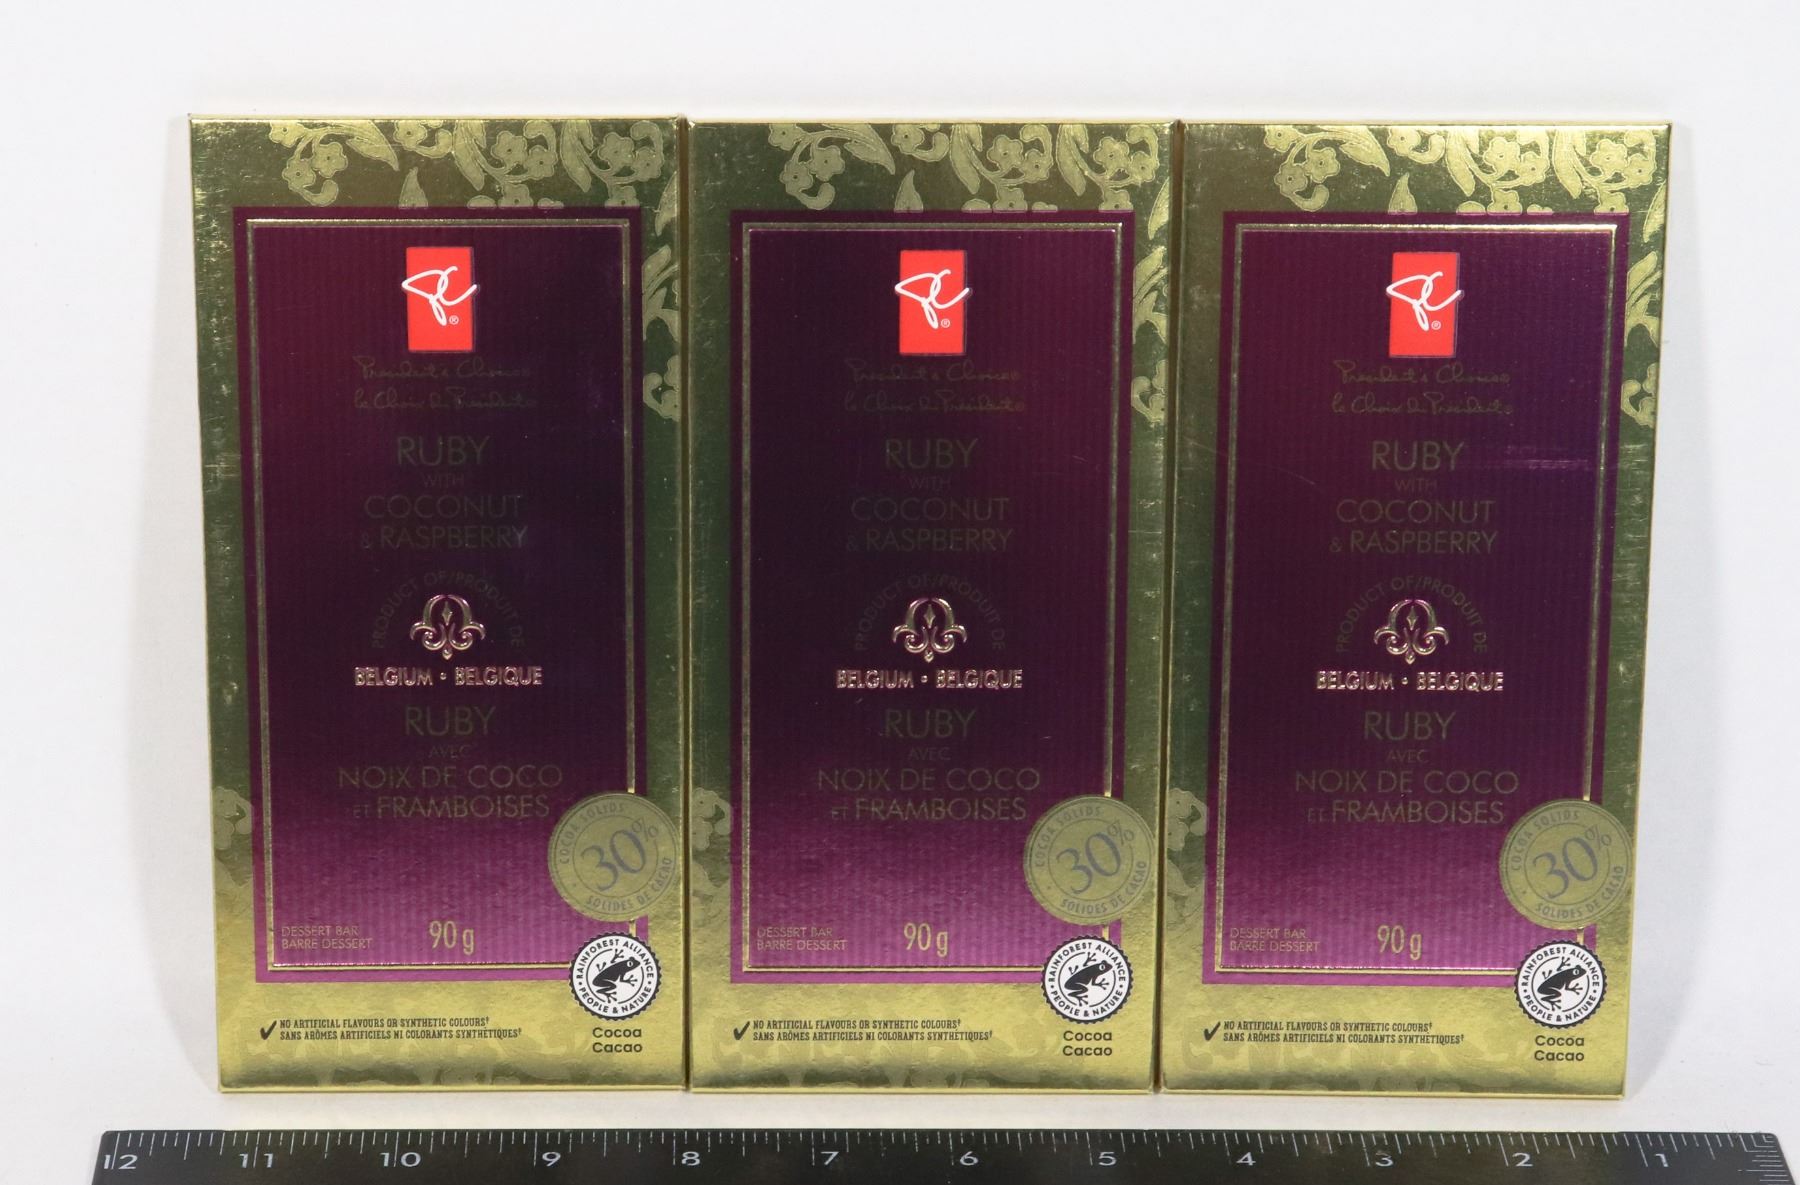 PC®
President's Choice®
le Choix du Président®
RUBY
WITH
COCONUT
& RASPBERRY
PRODUCT OF/PRODUIT DE
BELGIUM • BELGIQUE
RUBY
AVEC
NOIX DE COCO
ET FRAMBOISES
COCOA SOLIDS
30%
SOLIDES DE CACAO
DESSERT BAR
BARRE DESSERT
90 g
RAINFOREST ALLIANCE
PEOPLE & NATURE
Cocoa
Cacao
NO ARTIFICIAL FLAVOURS OR SYNTHETIC COLOURS‡
SANS ARÔMES ARTIFICIELS NI COLORANTS SYNTHÉTIQUES‡
PC®
President's Choice®
le Choix du Président®
RUBY
WITH
COCONUT
& RASPBERRY
PRODUCT OF/PRODUIT DE
BELGIUM • BELGIQUE
RUBY
AVEC
NOIX DE COCO
ET FRAMBOISES
COCOA SOLIDS
30%
SOLIDES DE CACAO
DESSERT BAR
BARRE DESSERT
90 g
RAINFOREST ALLIANCE
PEOPLE & NATURE
Cocoa
Cacao
NO ARTIFICIAL FLAVOURS OR SYNTHETIC COLOURS‡
SANS ARÔMES ARTIFICIELS NI COLORANTS SYNTHÉTIQUES‡
PC®
President's Choice®
le Choix du Président®
RUBY
WITH
COCONUT
& RASPBERRY
PRODUCT OF/PRODUIT DE
BELGIUM • BELGIQUE
RUBY
AVEC
NOIX DE COCO
ET FRAMBOISES
COCOA SOLIDS
30%
SOLIDES DE CACAO
DESSERT BAR
BARRE DESSERT
90 g
RAINFOREST ALLIANCE
PEOPLE & NATURE
Cocoa
Cacao
NO ARTIFICIAL FLAVOURS OR SYNTHETIC COLOURS‡
SANS ARÔMES ARTIFICIELS NI COLORANTS SYNTHÉTIQUES‡
12 11 10 9 8 7 6 5 4 3 2 1